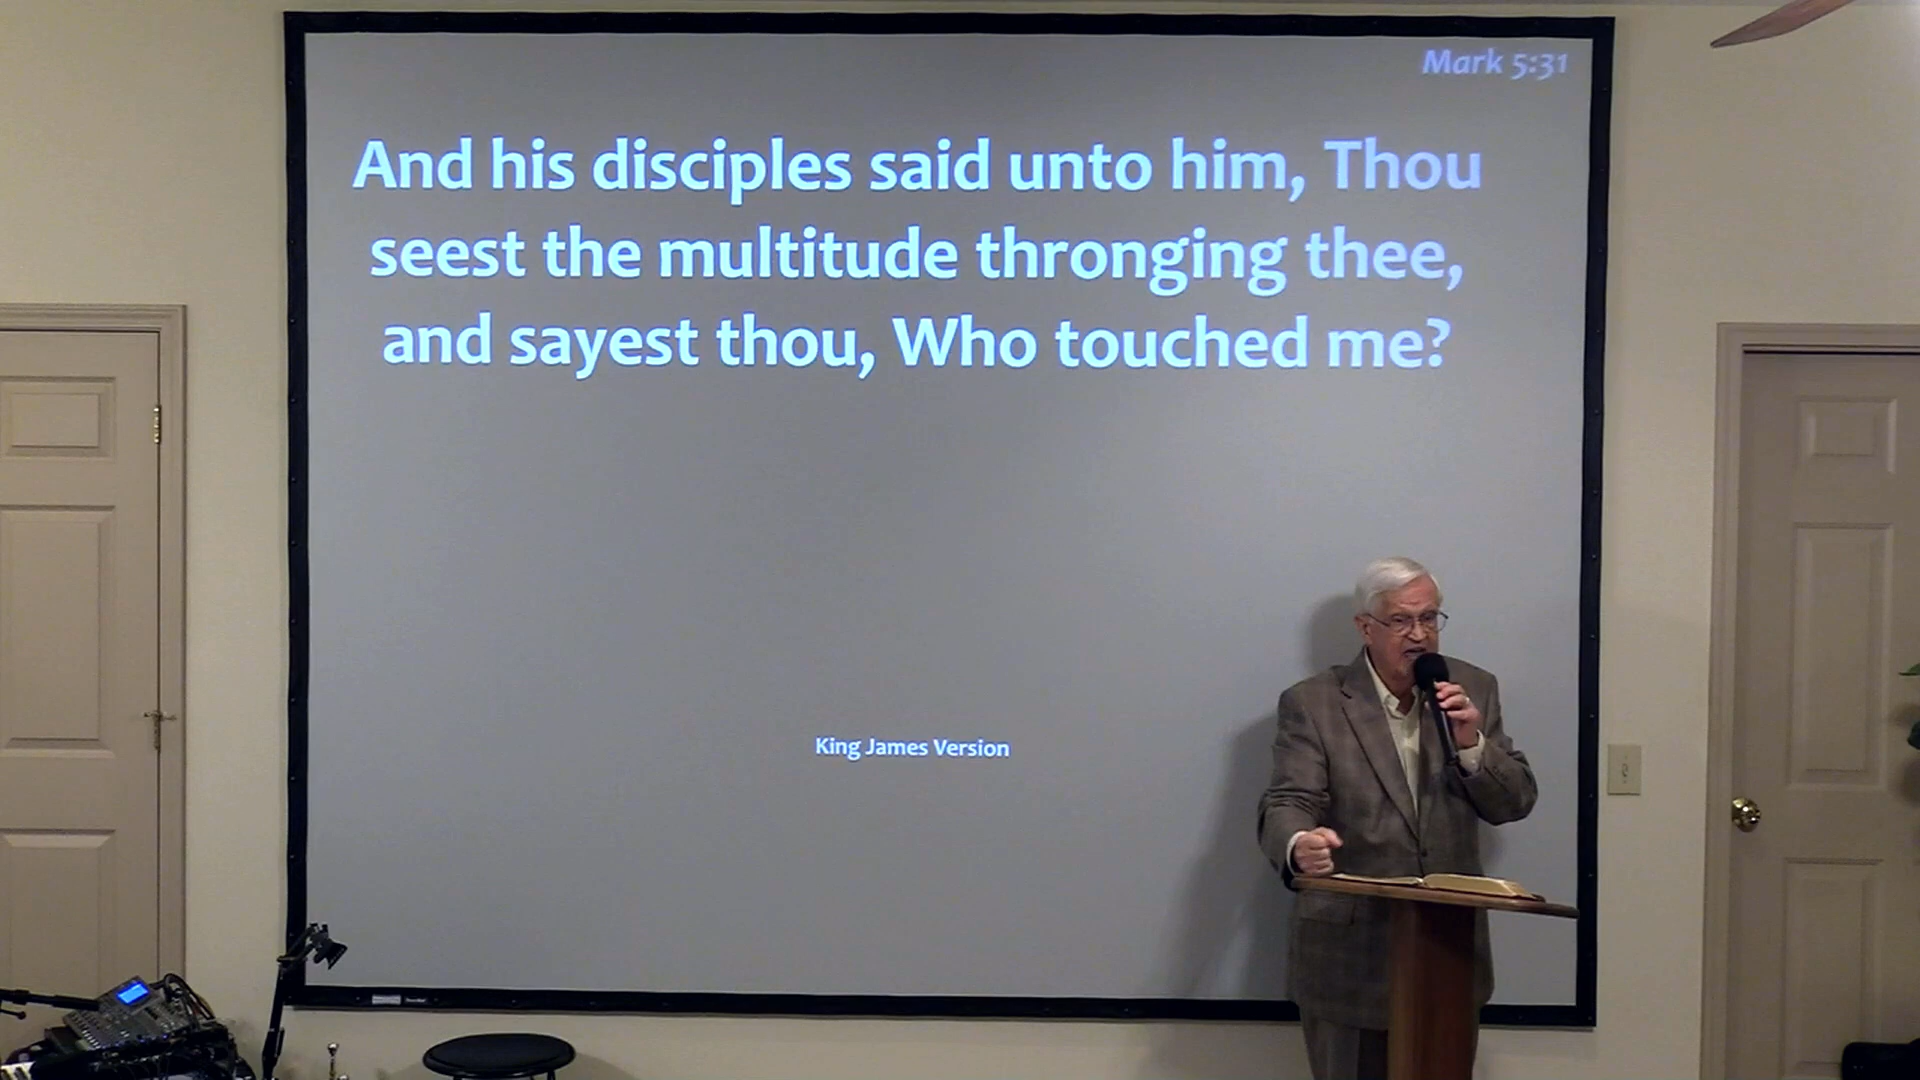 Mark 5:31
And his disciples said unto him, Thou
seest the multitude thronging thee,
and sayest thou, Who touched me?
King James Version